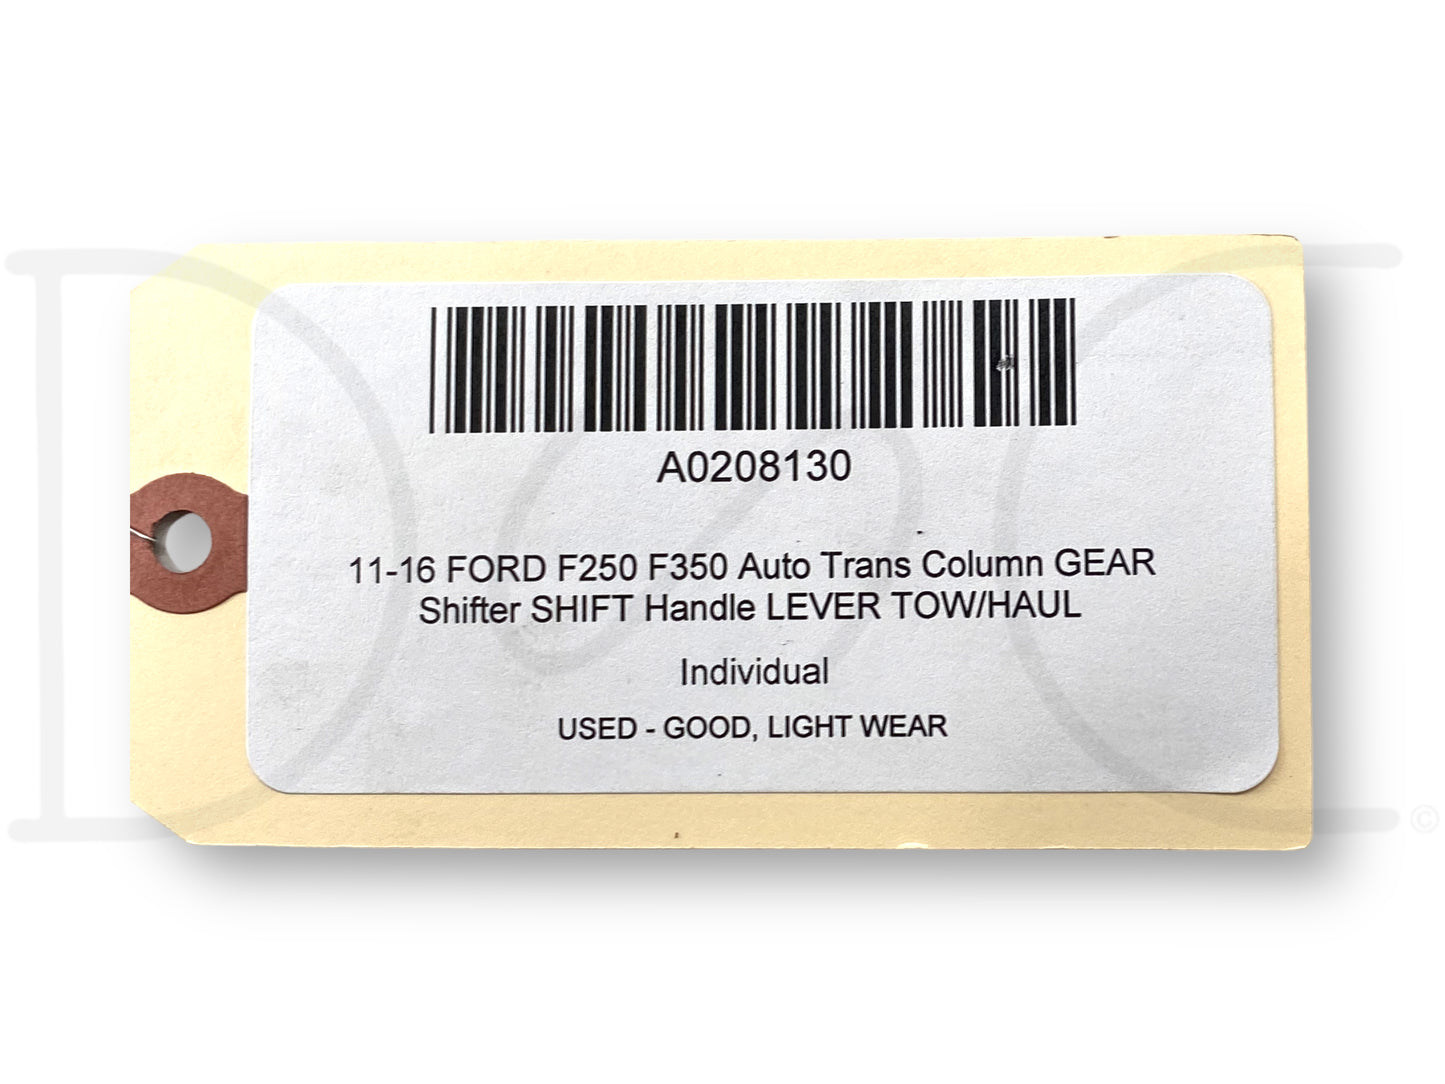 A0208130
11-16 FORD F250 F350 Auto Trans Column GEAR
Shifter SHIFT Handle LEVER TOW/HAUL
Individual
USED - GOOD, LIGHT WEAR
©